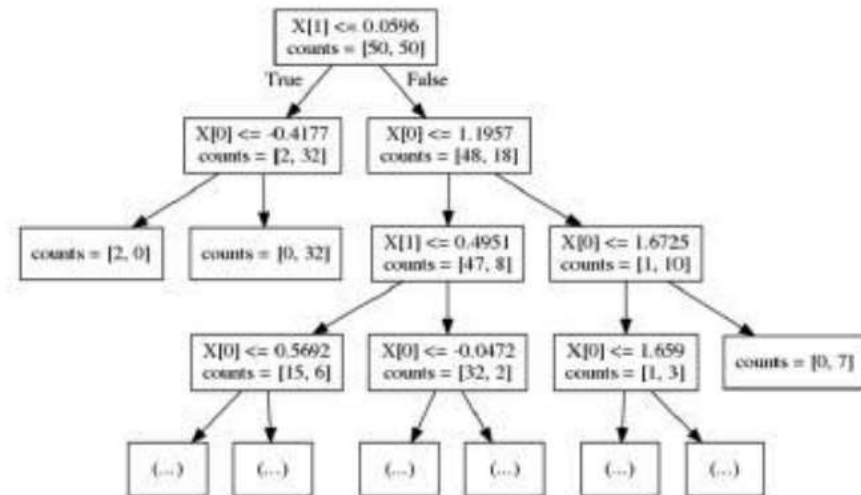 X[1] <= 0.0596
counts = [50, 50]
True
False
X[0] <= -0.4177
counts = [2, 32]
X[0] <= 1.1957
counts = [48, 18]
counts = [2, 0]
counts = [0, 32]
X[1] <= 0.4951
counts = [47, 8]
X[0] <= 1.6725
counts = [1, 10]
X[0] <= 0.5692
counts = [15, 6]
X[0] <= -0.0472
counts = [32, 2]
X[0] <= 1.659
counts = [1, 3]
counts = [0, 7]
(...)
(...)
(...)
(...)
(...)
(...)